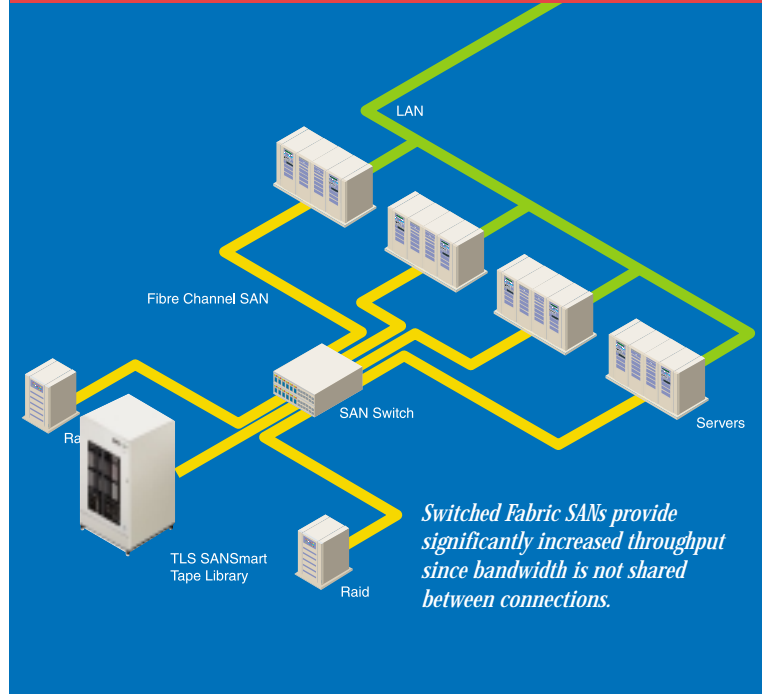 LAN
Fibre Channel SAN
SAN Switch
Servers
TLS SANSmart
Tape Library
Raid
Switched Fabric SANs provide
significantly increased throughput
since bandwidth is not shared
between connections.